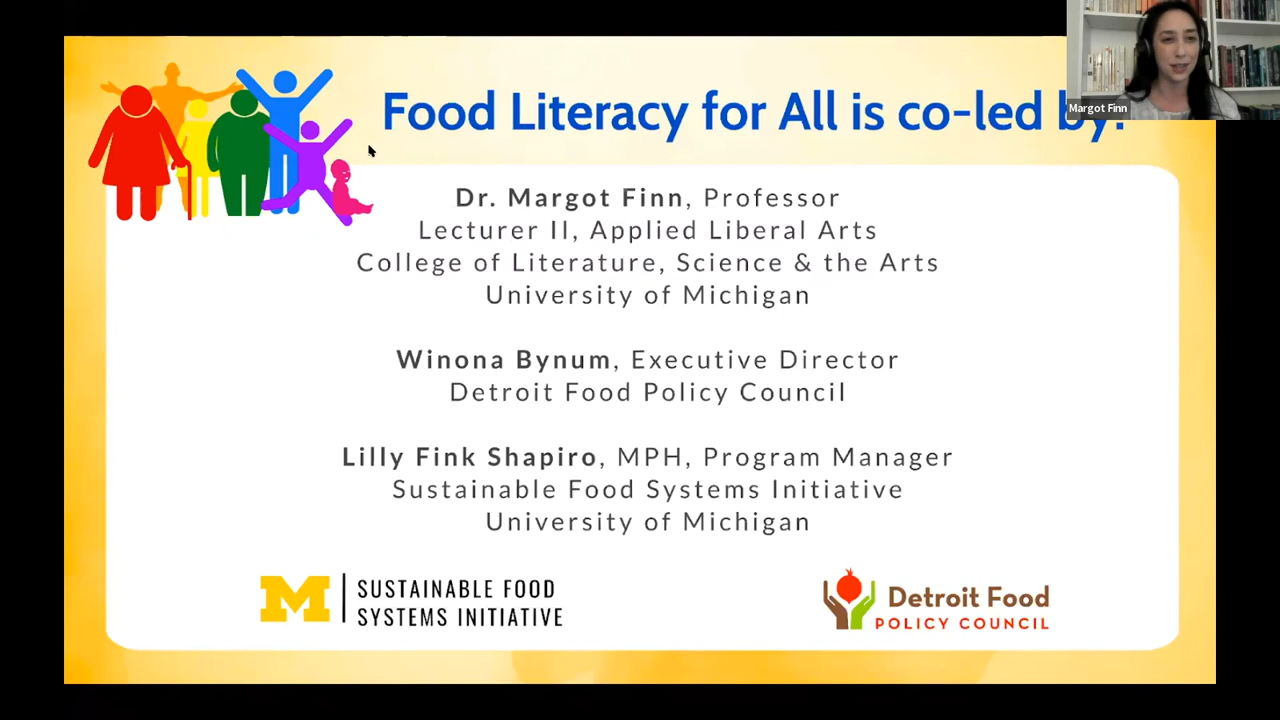 Food Literacy for All is co-led by:
Margot Finn
Dr. Margot Finn, Professor
Lecturer II, Applied Liberal Arts
College of Literature, Science & the Arts
University of Michigan
Winona Bynum, Executive Director
Detroit Food Policy Council
Lilly Fink Shapiro, MPH, Program Manager
Sustainable Food Systems Initiative
University of Michigan
M SUSTAINABLE FOOD
SYSTEMS INITIATIVE
Detroit Food
POLICY COUNCIL